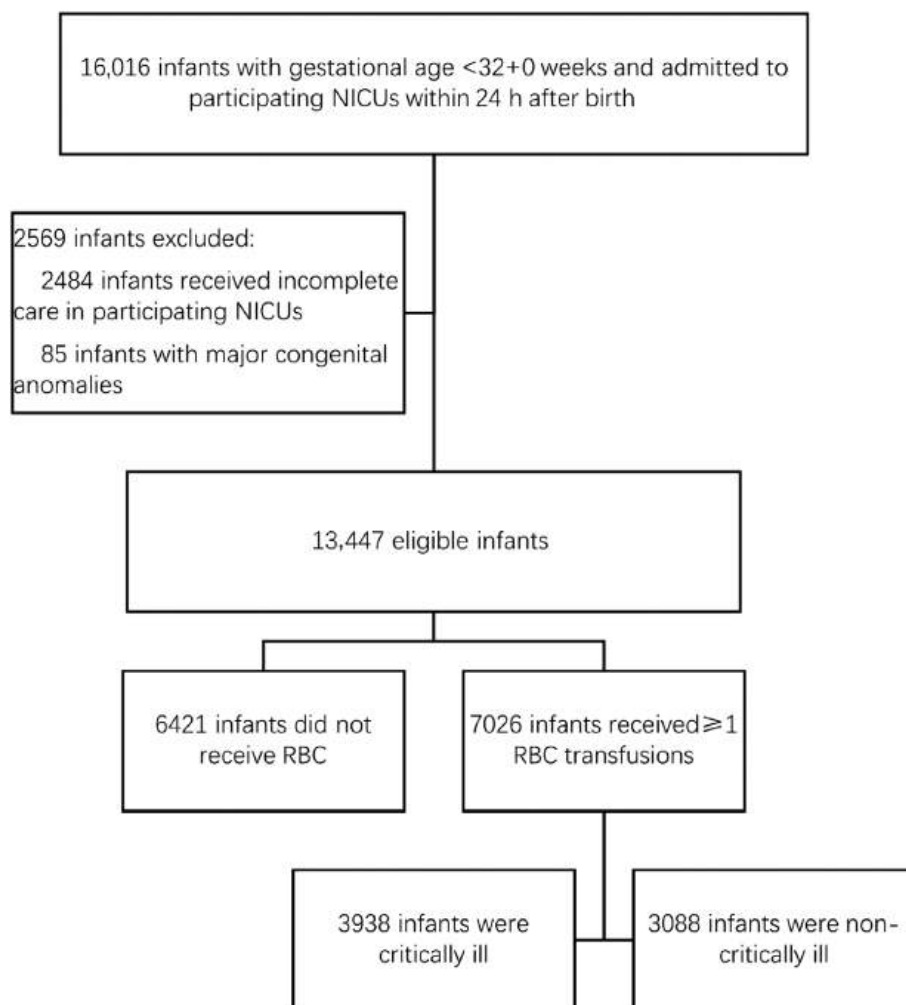 16,016 infants with gestational age <32+0 weeks and admitted to
participating NICUs within 24 h after birth
2569 infants excluded:
2484 infants received incomplete
care in participating NICUs
85 infants with major congenital
anomalies
13,447 eligible infants
6421 infants did not
receive RBC
7026 infants received≥1
RBC transfusions
3938 infants were
critically ill
3088 infants were non-
critically ill